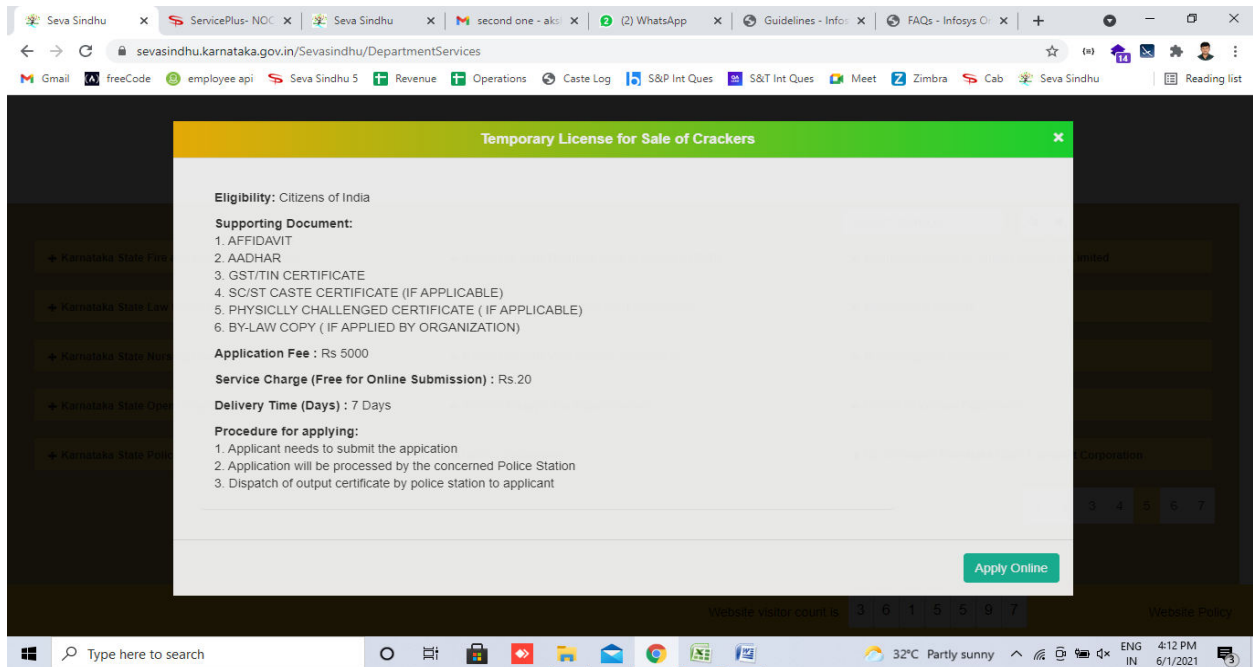 Seva Sindhu
ServicePlus- NOC
Seva Sindhu
second one - aks
(2) WhatsApp
Guidelines - Info
FAQs - Infosys O
sevasindhu.karnataka.gov.in/Sevasindhu/DepartmentServices
14
Gmail freeCode employee api Seva Sindhu 5 Revenue Operations Caste Log S&P Int Ques S&T Int Ques Meet Zimbra Cab Seva Sindhu Reading list
Temporary License for Sale of Crackers
Eligibility: Citizens of India
Supporting Document:
1. AFFIDAVIT
2. AADHAR
3. GST/TIN CERTIFICATE
4. SC/ST CASTE CERTIFICATE (IF APPLICABLE)
5. PHYSICLLY CHALLENGED CERTIFICATE ( IF APPLICABLE)
6. BY-LAW COPY ( IF APPLIED BY ORGANIZATION)
Application Fee : Rs 5000
Service Charge (Free for Online Submission) : Rs.20
Delivery Time (Days) : 7 Days
Procedure for applying:
1. Applicant needs to submit the appication
2. Application will be processed by the concerned Police Station
3. Dispatch of output certificate by police station to applicant
Apply Online
Karnataka State Fire
Karnataka State Law
Karnataka State Nurs
Karnataka State Open
Karnataka State Polic
Corporation
3 4 5 6 7
Website visitor count is 3 6 1 5 5 9 7 Website Policy
Type here to search
32°C Partly sunny
ENG
IN
4:12 PM
6/1/2021
3